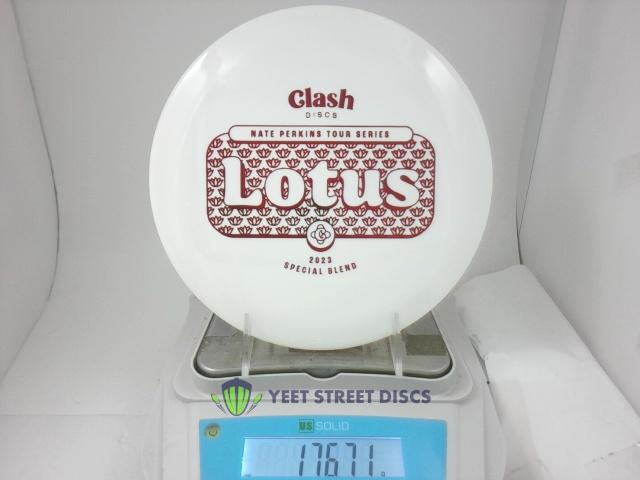 Clash
DISCS
NATE PERKINS TOUR SERIES
Lotus
2023
SPECIAL BLEND
YEET STREET DISCS
US SOLID
176.71 g